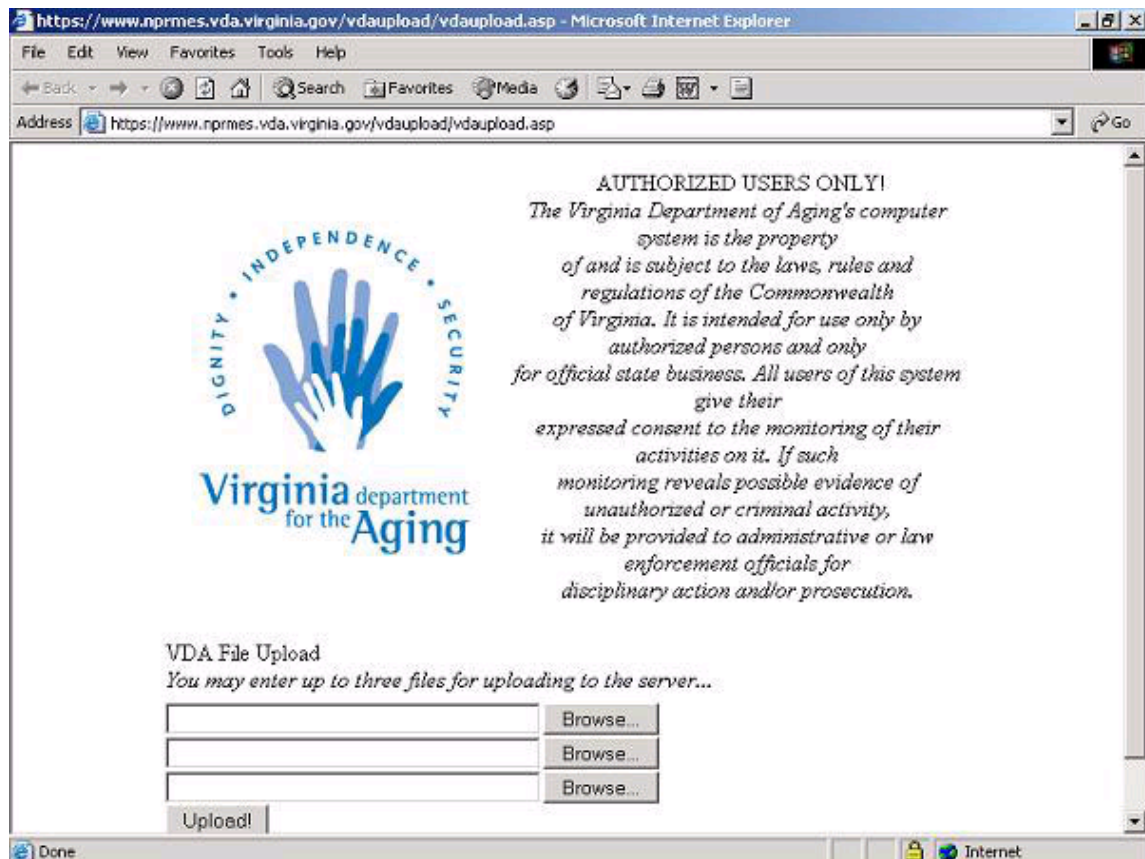 https://www.nprmes.vda.virginia.gov/vdaupload/vdaupload.asp - Microsoft Internet Explorer
File Edit View Favorites Tools Help
Back Search Favorites Media
Address https://www.nprmes.vda.virginia.gov/vdaupload/vdaupload.asp Go
DIGNITY • INDEPENDENCE • SECURITY
Virginia department
for the Aging
AUTHORIZED USERS ONLY!
The Virginia Department of Aging's computer
system is the property
of and is subject to the laws, rules and
regulations of the Commonwealth
of Virginia. It is intended for use only by
authorized persons and only
for official state business. All users of this system
give their
expressed consent to the monitoring of their
activities on it. If such
monitoring reveals possible evidence of
unauthorized or criminal activity,
it will be provided to administrative or law
enforcement officials for
disciplinary action and/or prosecution.
VDA File Upload
You may enter up to three files for uploading to the server...
Browse...
Browse...
Browse...
Upload!
Done Internet